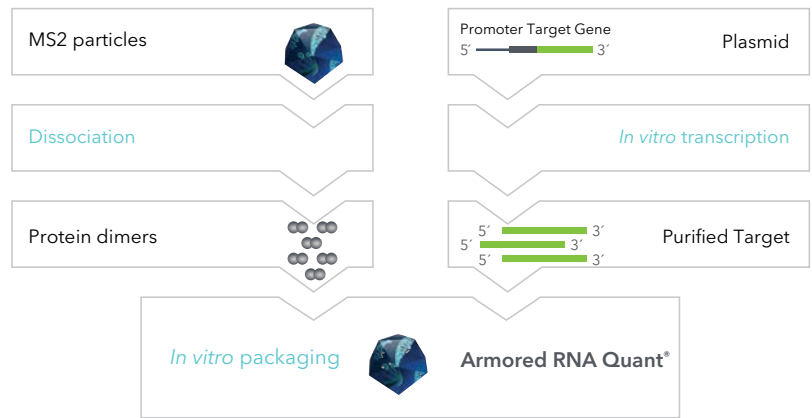 MS2 particles
Promoter Target Gene
5´ 3´
Plasmid
Dissociation
In vitro transcription
Protein dimers
5´ 3´
5´ 3´
5´ 3´
Purified Target
In vitro packaging
Armored RNA Quant®